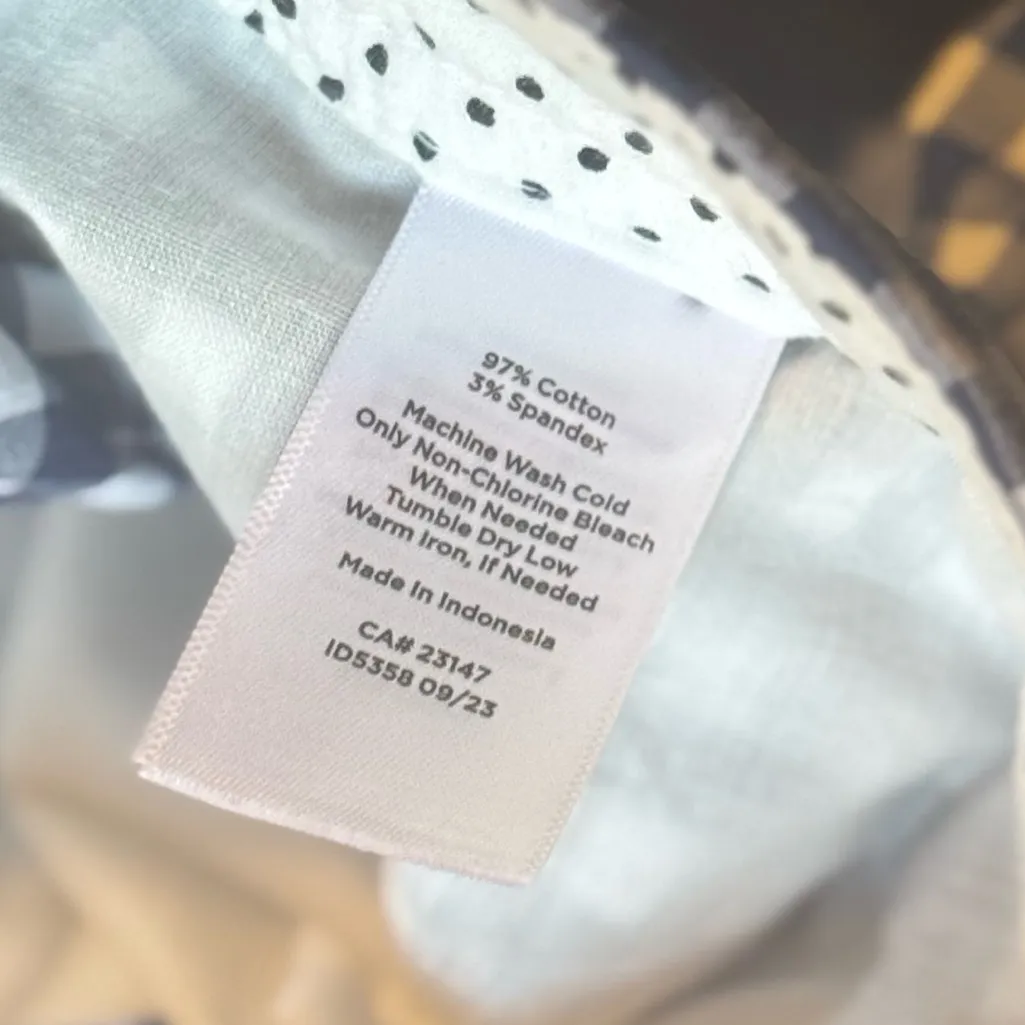 97% Cotton
3% Spandex
Machine Wash Cold
Only Non-Chlorine Bleach
When Needed
Tumble Dry Low
Warm Iron, If Needed
Made In Indonesia
CA# 23147
ID5358 09/23